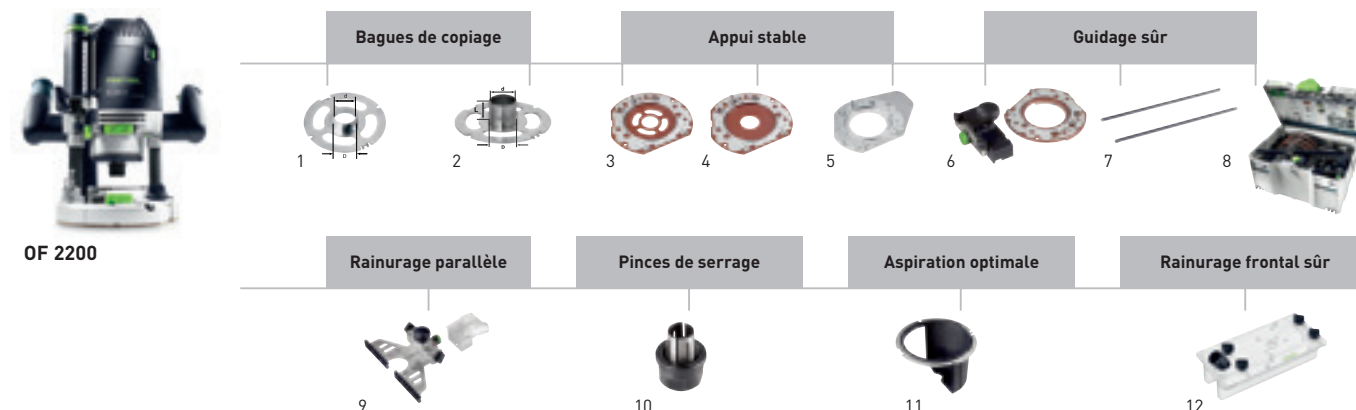 Bagues de copiage
Appui stable
Guidage sûr
d
D
d
L
D
1
2
3
4
5
6
7
8
OF 2200
Rainurage parallèle
Pinces de serrage
Aspiration optimale
Rainurage frontal sûr
9
10
11
12